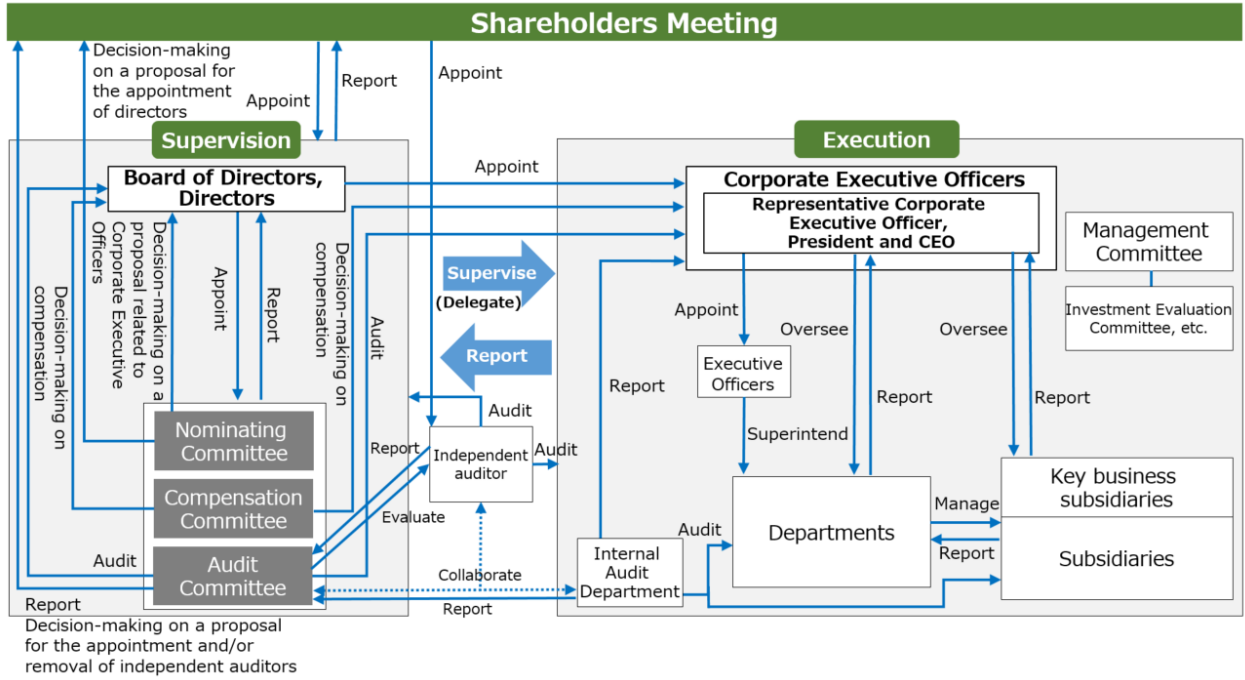 Shareholders Meeting
Decision-making
on a proposal for
the appointment
of directors
Appoint
Report
Appoint
Supervision
Execution
Board of Directors,
Directors
Appoint
Corporate Executive Officers
Representative Corporate
Executive Officer,
President and CEO
Management
Committee
Investment Evaluation
Committee, etc.
Decision-making on
compensation
Decision-making on a
proposal related to
Corporate Executive
Officers
Appoint
Report
Decision-making on
compensation
Audit
Supervise
(Delegate)
Report
Appoint
Oversee
Oversee
Executive
Officers
Report
Report
Report
Superintend
Nominating
Committee
Compensation
Committee
Audit
Committee
Audit
Report
Independent
auditor
Audit
Evaluate
Audit
Collaborate
Report
Internal
Audit
Department
Audit
Departments
Manage
Report
Key business
subsidiaries
Subsidiaries
Report
Decision-making on a proposal
for the appointment and/or
removal of independent auditors